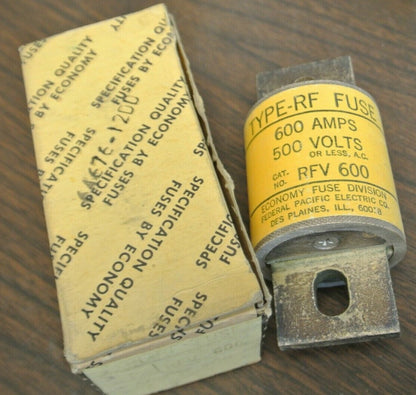 SPECIFICATION QUALITY
FUSES BY ECONOMY
SPECIFICATION QUALITY
FUSES BY ECONOMY
SPECIFICATION QUALITY
FUSES BY ECONOMY
TYPE-RF FUSE
600 AMPS
500 VOLTS
OR LESS, A.C.
CAT. NO. RFV 600
ECONOMY FUSE DIVISION
FEDERAL PACIFIC ELECTRIC CO.
DES PLAINES, ILL., 60018